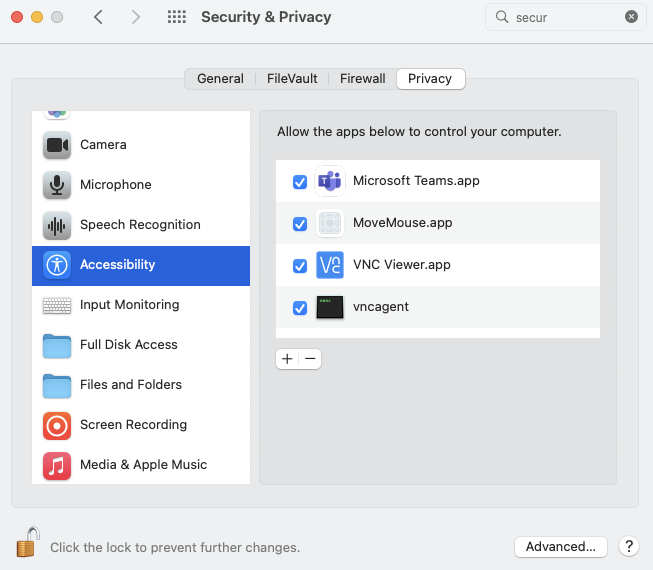 Security & Privacy
secur
General
FileVault
Firewall
Privacy
Camera
Microphone
Speech Recognition
Accessibility
Input Monitoring
Full Disk Access
Files and Folders
Screen Recording
Media & Apple Music
Allow the apps below to control your computer.
Microsoft Teams.app
MoveMouse.app
VNC Viewer.app
vncagent
Click the lock to prevent further changes.
Advanced...
?